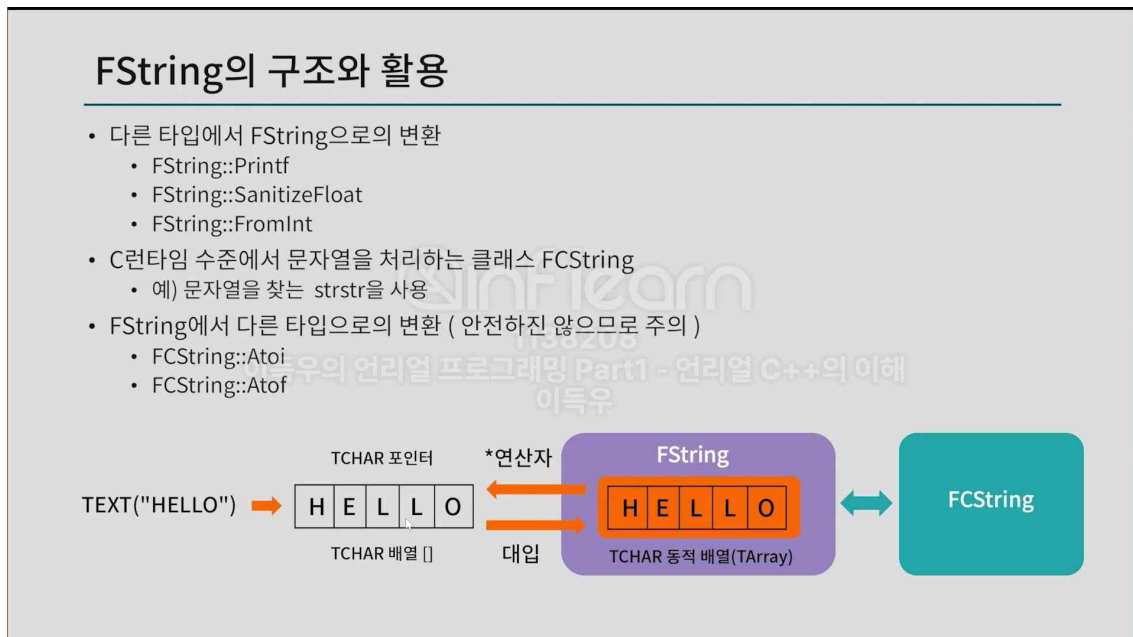 FString의 구조와 활용
• 다른 타입에서 FString으로의 변환
• FString::Printf
• FString::SanitizeFloat
• FString::FromInt
• C런타임 수준에서 문자열을 처리하는 클래스 FCString
• 예) 문자열을 찾는 strstr을 사용
• FString에서 다른 타입으로의 변환 ( 안전하진 않으므로 주의 )
• FCString::Atoi
• FCString::Atof
inflearn
1138208
이득우의 언리얼 프로그래밍 Part1 - 언리얼 C++의 이해
이득우
TEXT("HELLO")
TCHAR 포인터
H E L L O
TCHAR 배열 []
*연산자
대입
FString
H E L L O
TCHAR 동적 배열(TArray)
FCString